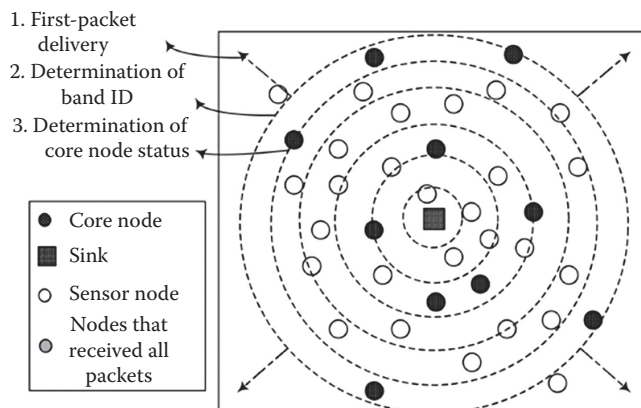 1. First-packet
delivery
2. Determination of
band ID
3. Determination of
core node status
Core node
Sink
Sensor node
Nodes that
received all
packets